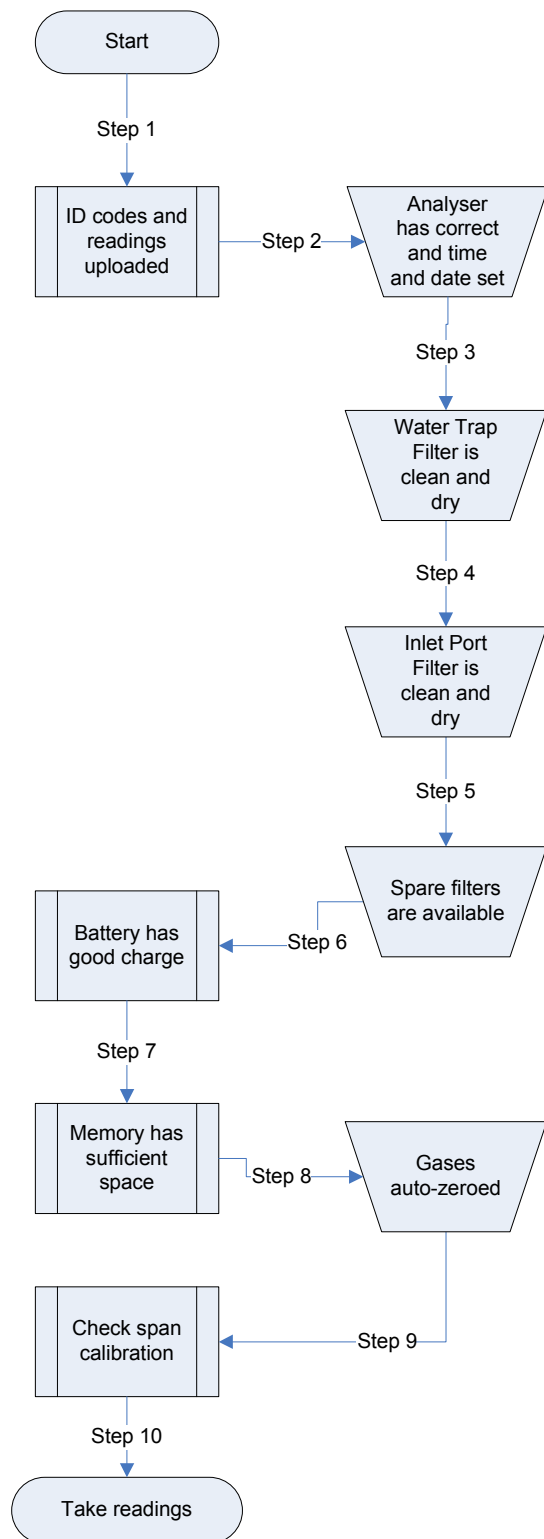 Start
Step 1
ID codes and
readings
uploaded
Step 2
Analyser
has correct
and time
and date set
Step 3
Water Trap
Filter is
clean and
dry
Step 4
Inlet Port
Filter is
clean and
dry
Step 5
Spare filters
are available
Step 6
Battery has
good charge
Step 7
Memory has
sufficient
space
Step 8
Gases
auto-zeroed
Step 9
Check span
calibration
Step 10
Take readings